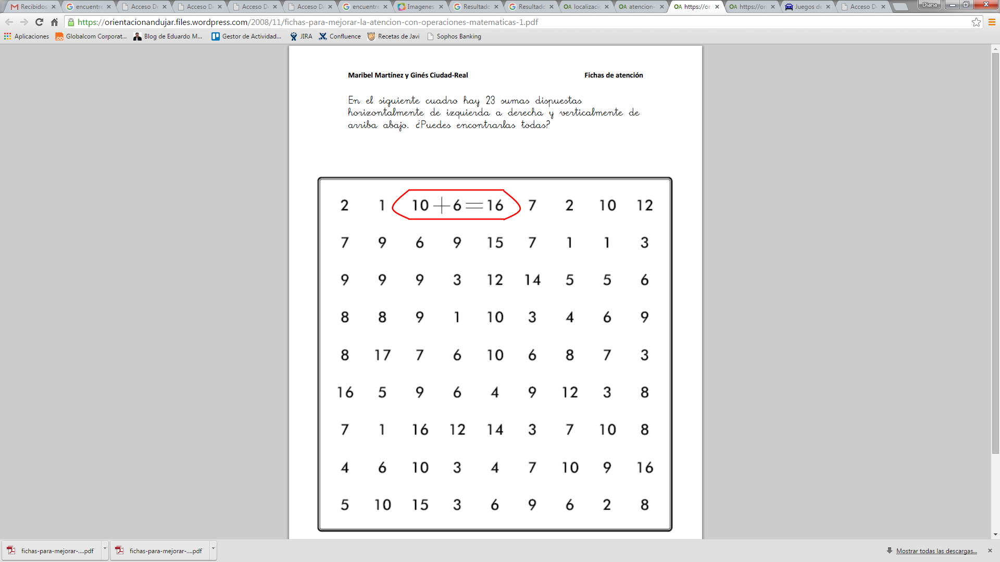 Recibidos encuentre Acceso De Acceso De Acceso De Acceso De encuentre Imagenes Resultado Resultado localizacio atencion- https://or https://ori Juegos de Acceso De Diana
https://orientacionandujar.files.wordpress.com/2008/11/fichas-para-mejorar-la-atencion-con-operaciones-matematicas-1.pdf
Aplicaciones Globalcom Corporat... Blog de Eduardo M... Gestor de Actividad... JIRA Confluence Recetas de Javi Sophos Banking
Maribel Martínez y Ginés Ciudad-Real Fichas de atención
En el siguiente cuadro hay 23 sumas dispuestas
horizontalmente de izquierda a derecha y verticalmente de
arriba abajo. ¿Puedes encontrarlas todas?
2 1 10 + 6 = 16 7 2 10 12
7 9 6 9 15 7 1 1 3
9 9 9 3 12 14 5 5 6
8 8 9 1 10 3 4 6 9
8 17 7 6 10 6 8 7 3
16 5 9 6 4 9 12 3 8
7 1 16 12 14 3 7 10 8
4 6 10 3 4 7 10 9 16
5 10 15 3 6 9 6 2 8
fichas-para-mejorar-....pdf fichas-para-mejorar-....pdf Mostrar todas las descargas...